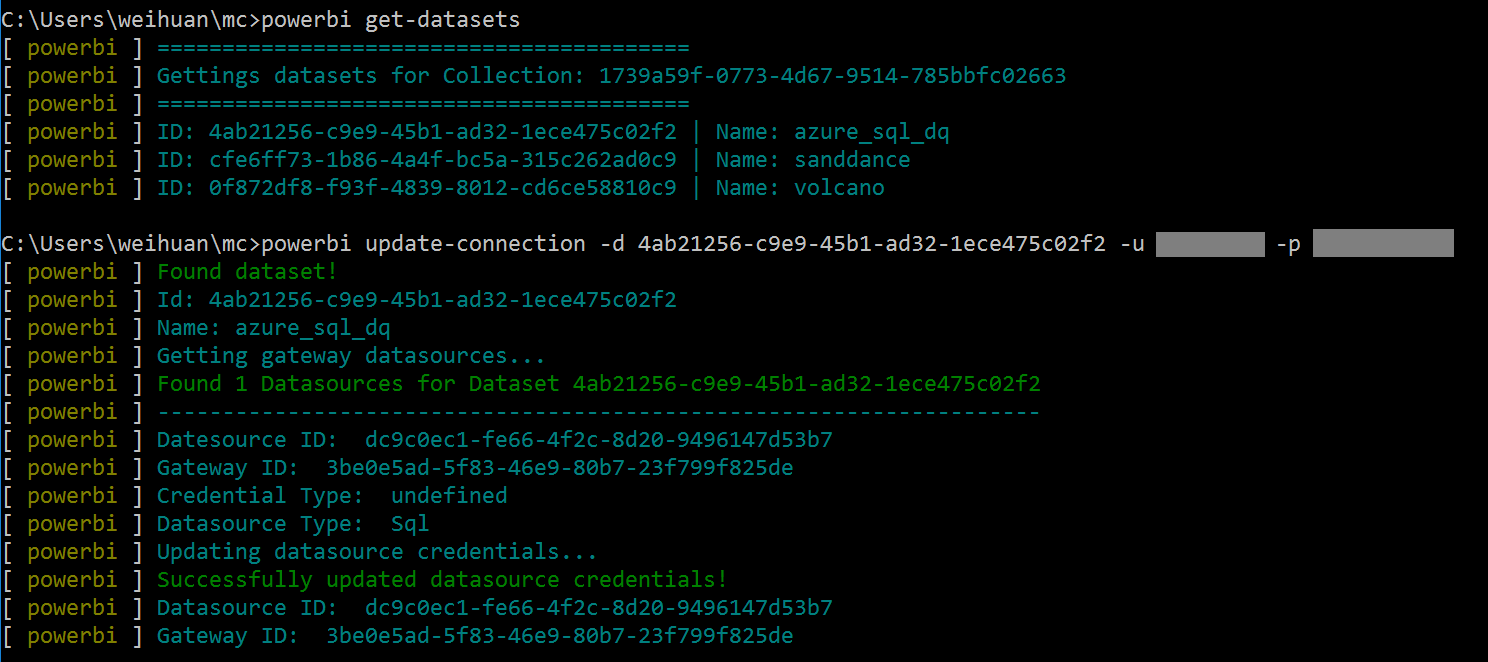 C:\Users\weihuan\mc>powerbi get-datasets
[ powerbi ] =========================================
[ powerbi ] Gettings datasets for Collection: 1739a59f-0773-4d67-9514-785bbfc02663
[ powerbi ] =========================================
[ powerbi ] ID: 4ab21256-c9e9-45b1-ad32-1ece475c02f2 | Name: azure_sql_dq
[ powerbi ] ID: cfe6ff73-1b86-4a4f-bc5a-315c262ad0c9 | Name: sanddance
[ powerbi ] ID: 0f872df8-f93f-4839-8012-cd6ce58810c9 | Name: volcano
C:\Users\weihuan\mc>powerbi update-connection -d 4ab21256-c9e9-45b1-ad32-1ece475c02f2 -u -p
[ powerbi ] Found dataset!
[ powerbi ] Id: 4ab21256-c9e9-45b1-ad32-1ece475c02f2
[ powerbi ] Name: azure_sql_dq
[ powerbi ] Getting gateway datasources...
[ powerbi ] Found 1 Datasources for Dataset 4ab21256-c9e9-45b1-ad32-1ece475c02f2
[ powerbi ] --------------------------------------------------------------------
[ powerbi ] Datesource ID:  dc9c0ec1-fe66-4f2c-8d20-9496147d53b7
[ powerbi ] Gateway ID:  3be0e5ad-5f83-46e9-80b7-23f799f825de
[ powerbi ] Credential Type:  undefined
[ powerbi ] Datasource Type:  Sql
[ powerbi ] Updating datasource credentials...
[ powerbi ] Successfully updated datasource credentials!
[ powerbi ] Datasource ID:  dc9c0ec1-fe66-4f2c-8d20-9496147d53b7
[ powerbi ] Gateway ID:  3be0e5ad-5f83-46e9-80b7-23f799f825de